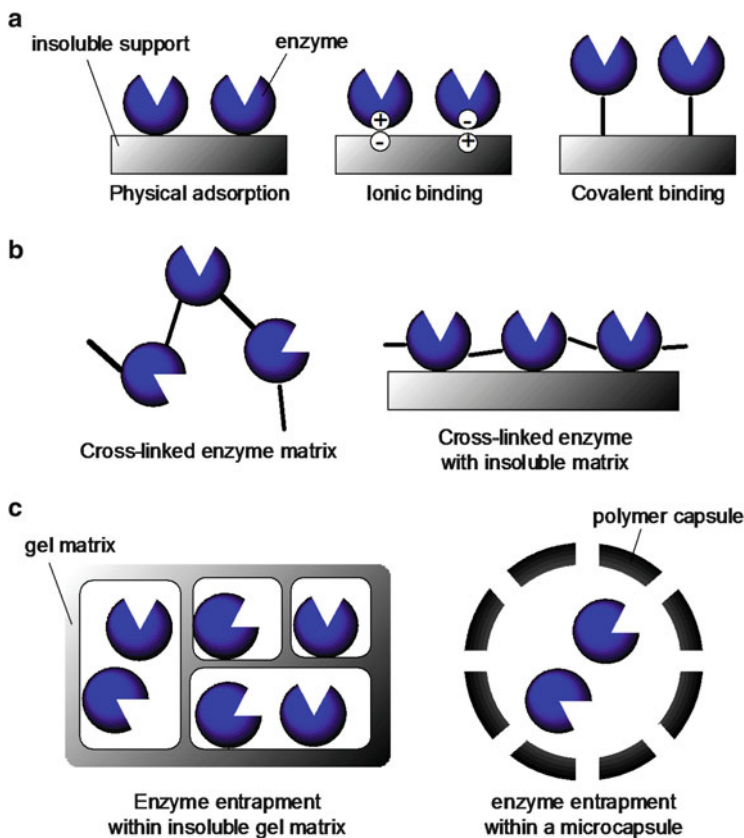 a
insoluble support
enzyme
+
-
-
+
Physical adsorption
Ionic binding
Covalent binding
b
Cross-linked enzyme matrix
Cross-linked enzyme
with insoluble matrix
c
gel matrix
polymer capsule
Enzyme entrapment
within insoluble gel matrix
enzyme entrapment
within a microcapsule